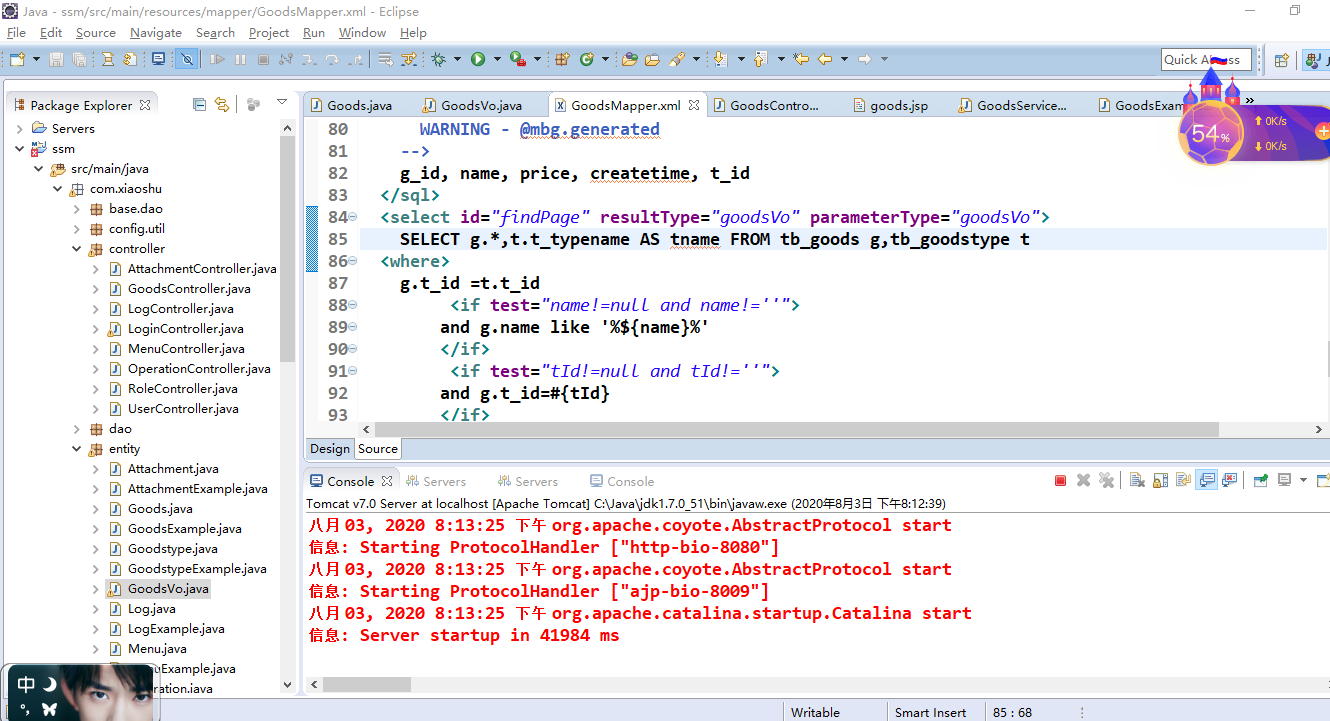 Java - ssm/src/main/resources/mapper/GoodsMapper.xml - Eclipse
File Edit Source Navigate Search Project Run Window Help
Quick
54%
0K/s
0K/s
Package Explorer
Servers
ssm
src/main/java
com.xiaoshu
base.dao
config.util
controller
AttachmentController.java
GoodsController.java
LogController.java
LoginController.java
MenuController.java
OperationController.java
RoleController.java
UserController.java
dao
entity
Attachment.java
AttachmentExample.java
Goods.java
GoodsExample.java
Goodstype.java
GoodstypeExample.java
GoodsVo.java
Log.java
LogExample.java
Menu.java
中
Goods.java GoodsVo.java GoodsMapper.xml GoodsContro... goods.jsp GoodsService... GoodsExam
80 WARNING - @mbg.generated
81 -->
82 g_id, name, price, createtime, t_id
83 </sql>
84 <select id="findPage" resultType="goodsVo" parameterType="goodsVo">
85 SELECT g.*,t.t_typename AS tname FROM tb_goods g,tb_goodstype t
86 <where>
87 g.t_id =t.t_id
88 <if test="name!=null and name!=''">
89 and g.name like '%${name}%'
90 </if>
91 <if test="tId!=null and tId!=''">
92 and g.t_id=#{tId}
93 </if>
Design Source
Console Servers Servers Console
Tomcat v7.0 Server at localhost [Apache Tomcat] C:\Java\jdk1.7.0_51\bin\javaw.exe (2020年8月3日 下午8:12:39)
八月 03, 2020 8:13:25 下午 org.apache.coyote.AbstractProtocol start
信息: Starting ProtocolHandler ["http-bio-8080"]
八月 03, 2020 8:13:25 下午 org.apache.coyote.AbstractProtocol start
信息: Starting ProtocolHandler ["ajp-bio-8009"]
八月 03, 2020 8:13:25 下午 org.apache.catalina.startup.Catalina start
信息: Server startup in 41984 ms
Writable Smart Insert 85 : 68